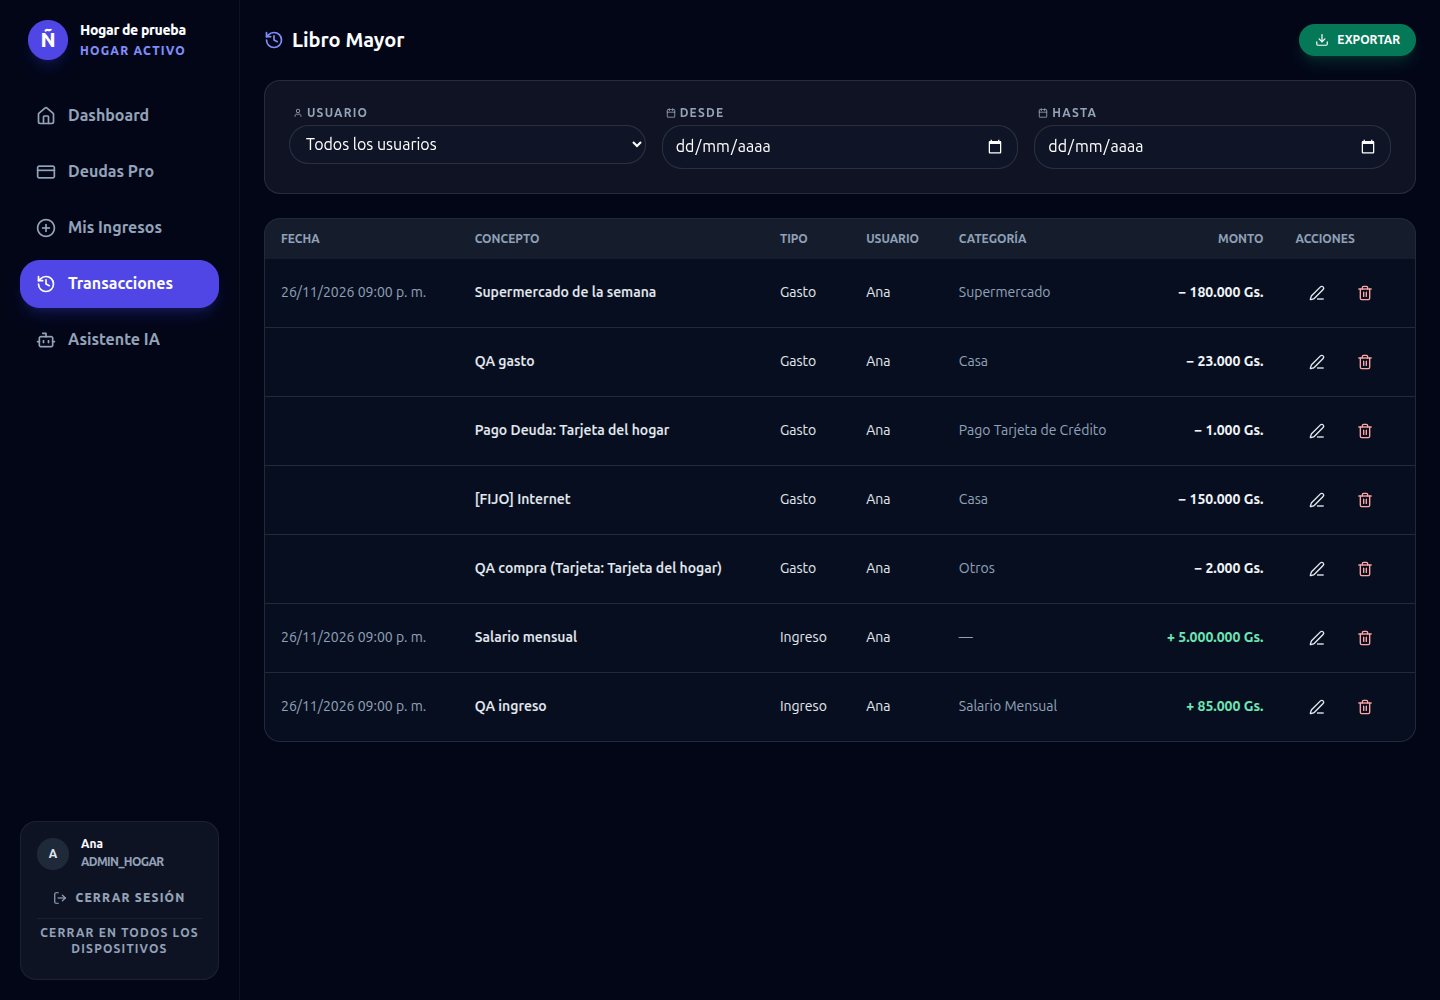 Ñ
Hogar de prueba
HOGAR ACTIVO
Dashboard
Deudas Pro
Mis Ingresos
Transacciones
Asistente IA
A
Ana
ADMIN_HOGAR
CERRAR SESIÓN
CERRAR EN TODOS LOS
DISPOSITIVOS
Libro Mayor
EXPORTAR
USUARIO DESDE HASTA
Todos los usuarios dd/mm/aaaa dd/mm/aaaa
FECHA CONCEPTO TIPO USUARIO CATEGORÍA MONTO ACCIONES
26/11/2026 09:00 p. m. Supermercado de la semana Gasto Ana Supermercado – 180.000 Gs.
QA gasto Gasto Ana Casa – 23.000 Gs.
Pago Deuda: Tarjeta del hogar Gasto Ana Pago Tarjeta de Crédito – 1.000 Gs.
[FIJO] Internet Gasto Ana Casa – 150.000 Gs.
QA compra (Tarjeta: Tarjeta del hogar) Gasto Ana Otros – 2.000 Gs.
26/11/2026 09:00 p. m. Salario mensual Ingreso Ana — + 5.000.000 Gs.
26/11/2026 09:00 p. m. QA ingreso Ingreso Ana Salario Mensual + 85.000 Gs.